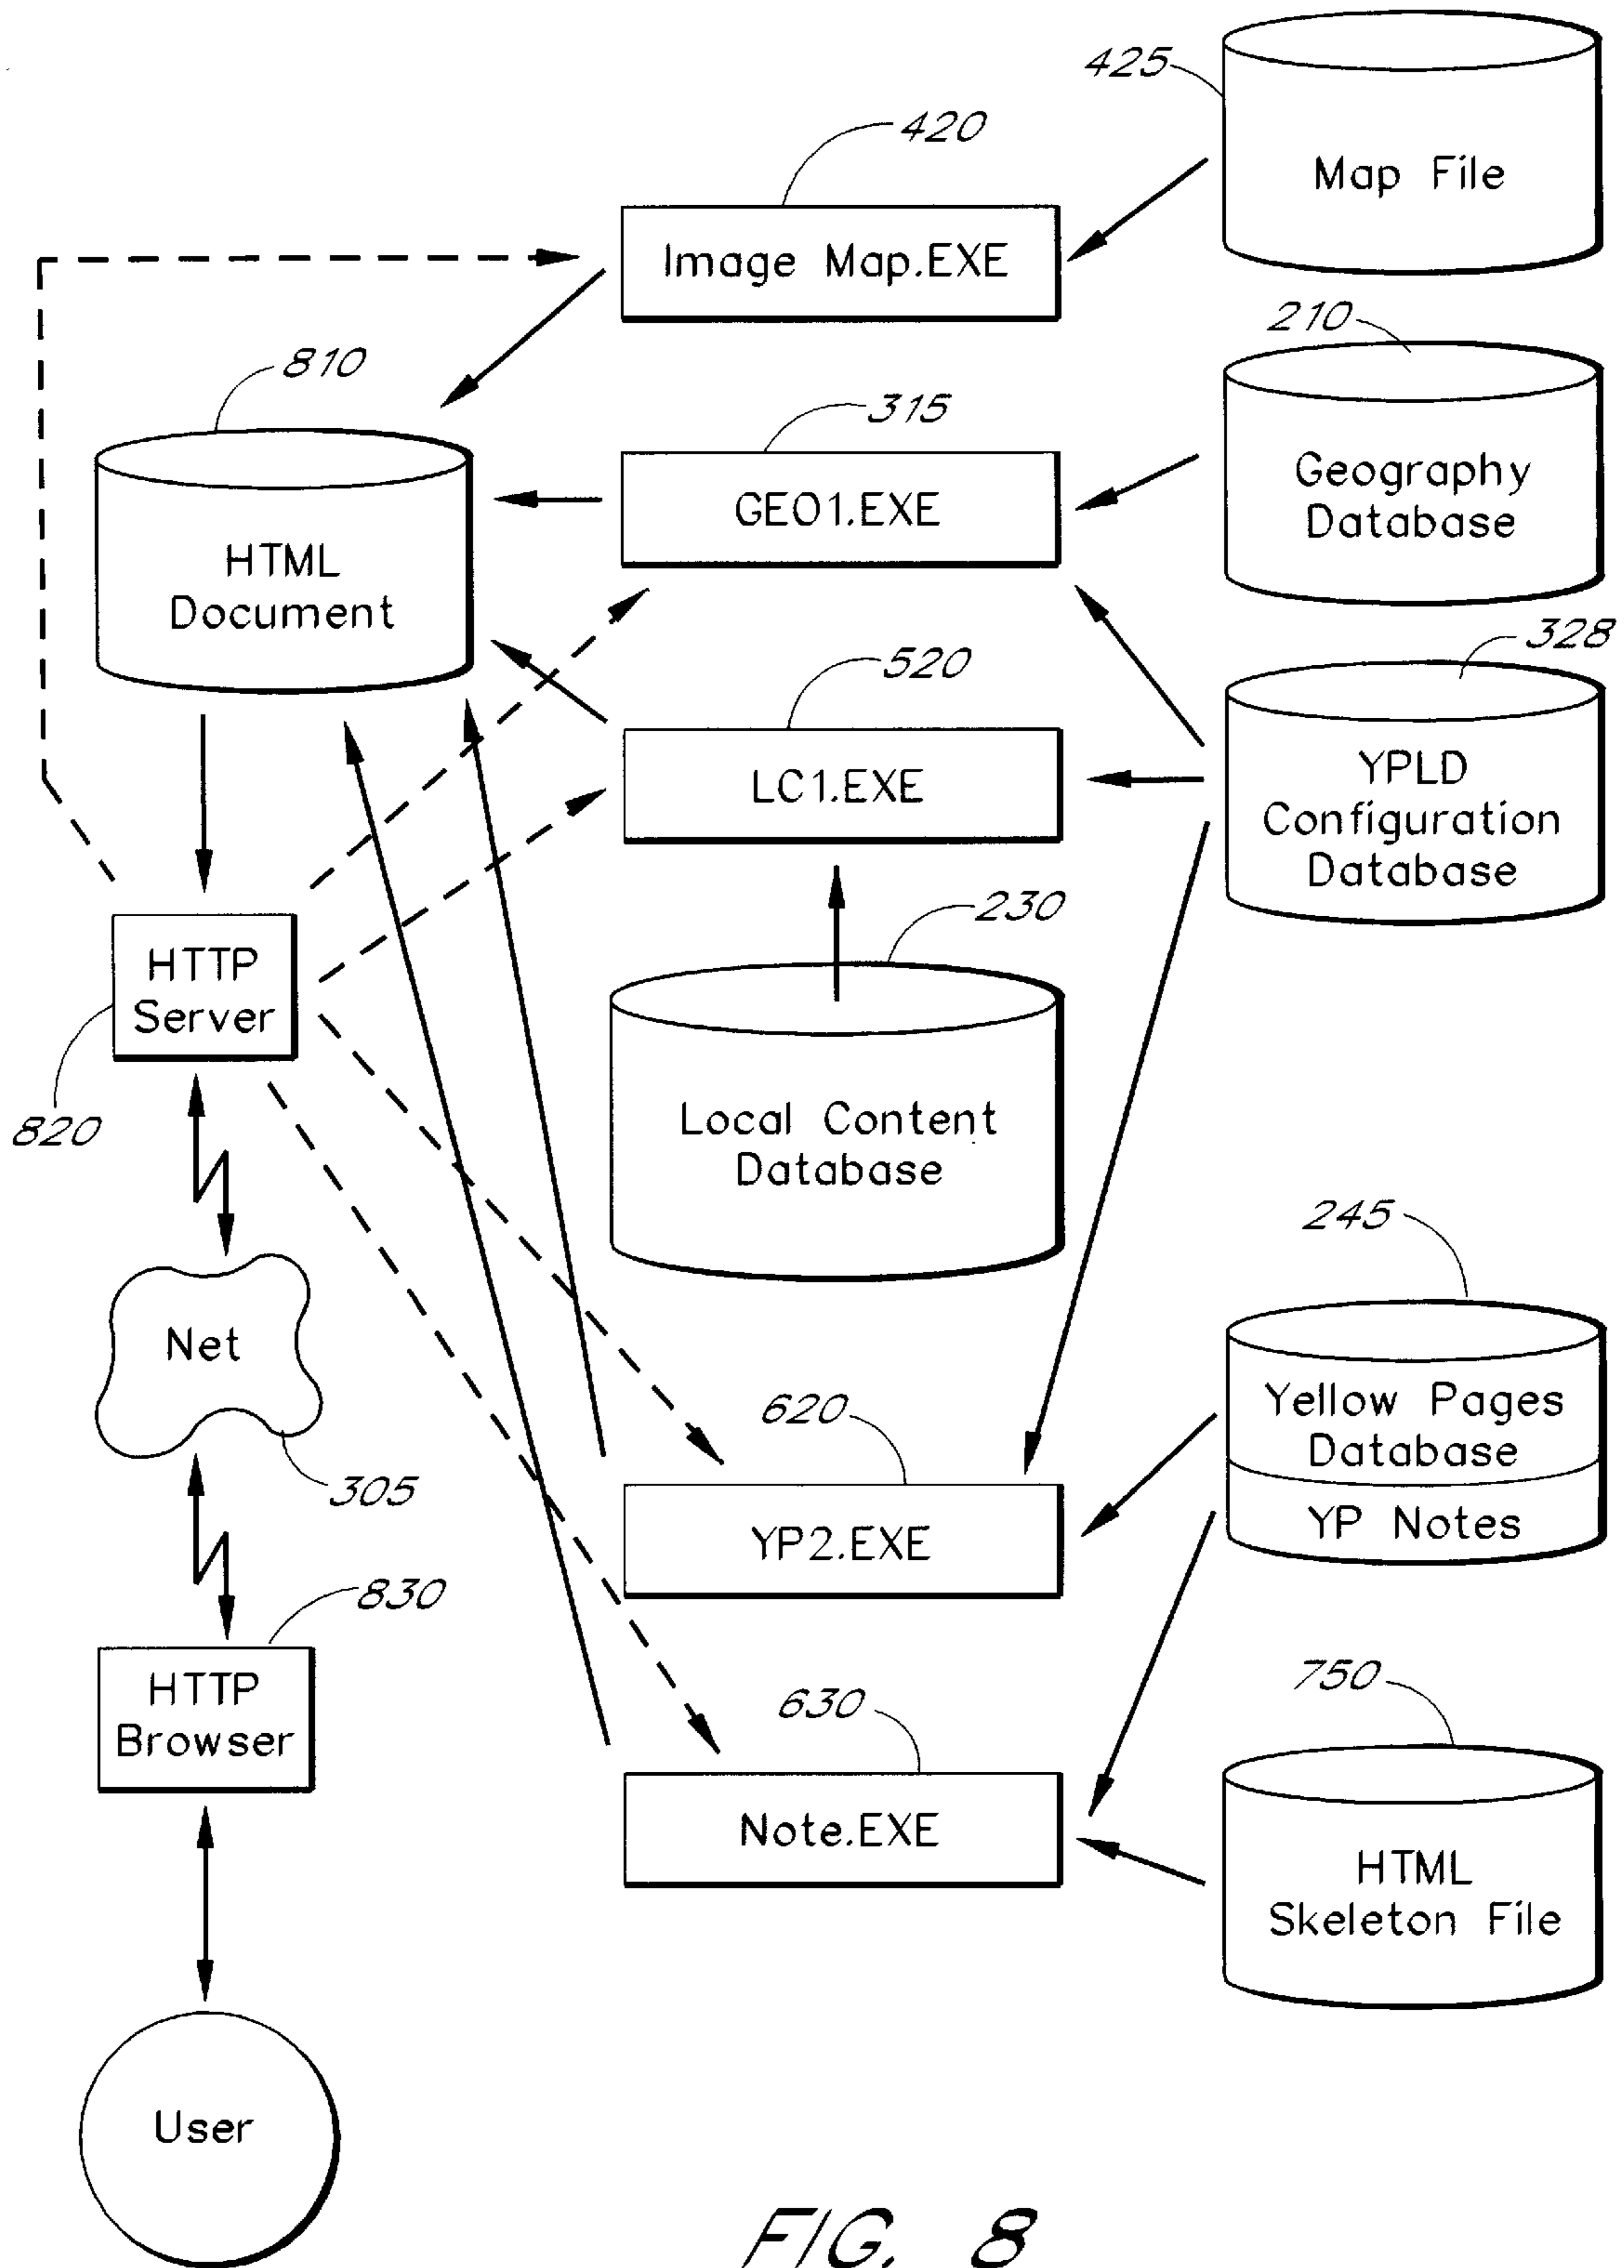 425
Map File
420
Image Map.EXE
210
Geography
Database
810
HTML
Document
315
GEO1.EXE
328
YPLD
Configuration
Database
520
LC1.EXE
230
Local Content
Database
HTTP
Server
820
Net
305
245
Yellow Pages
Database
YP Notes
620
YP2.EXE
830
HTTP
Browser
630
Note.EXE
750
HTML
Skeleton File
User
FIG. 8